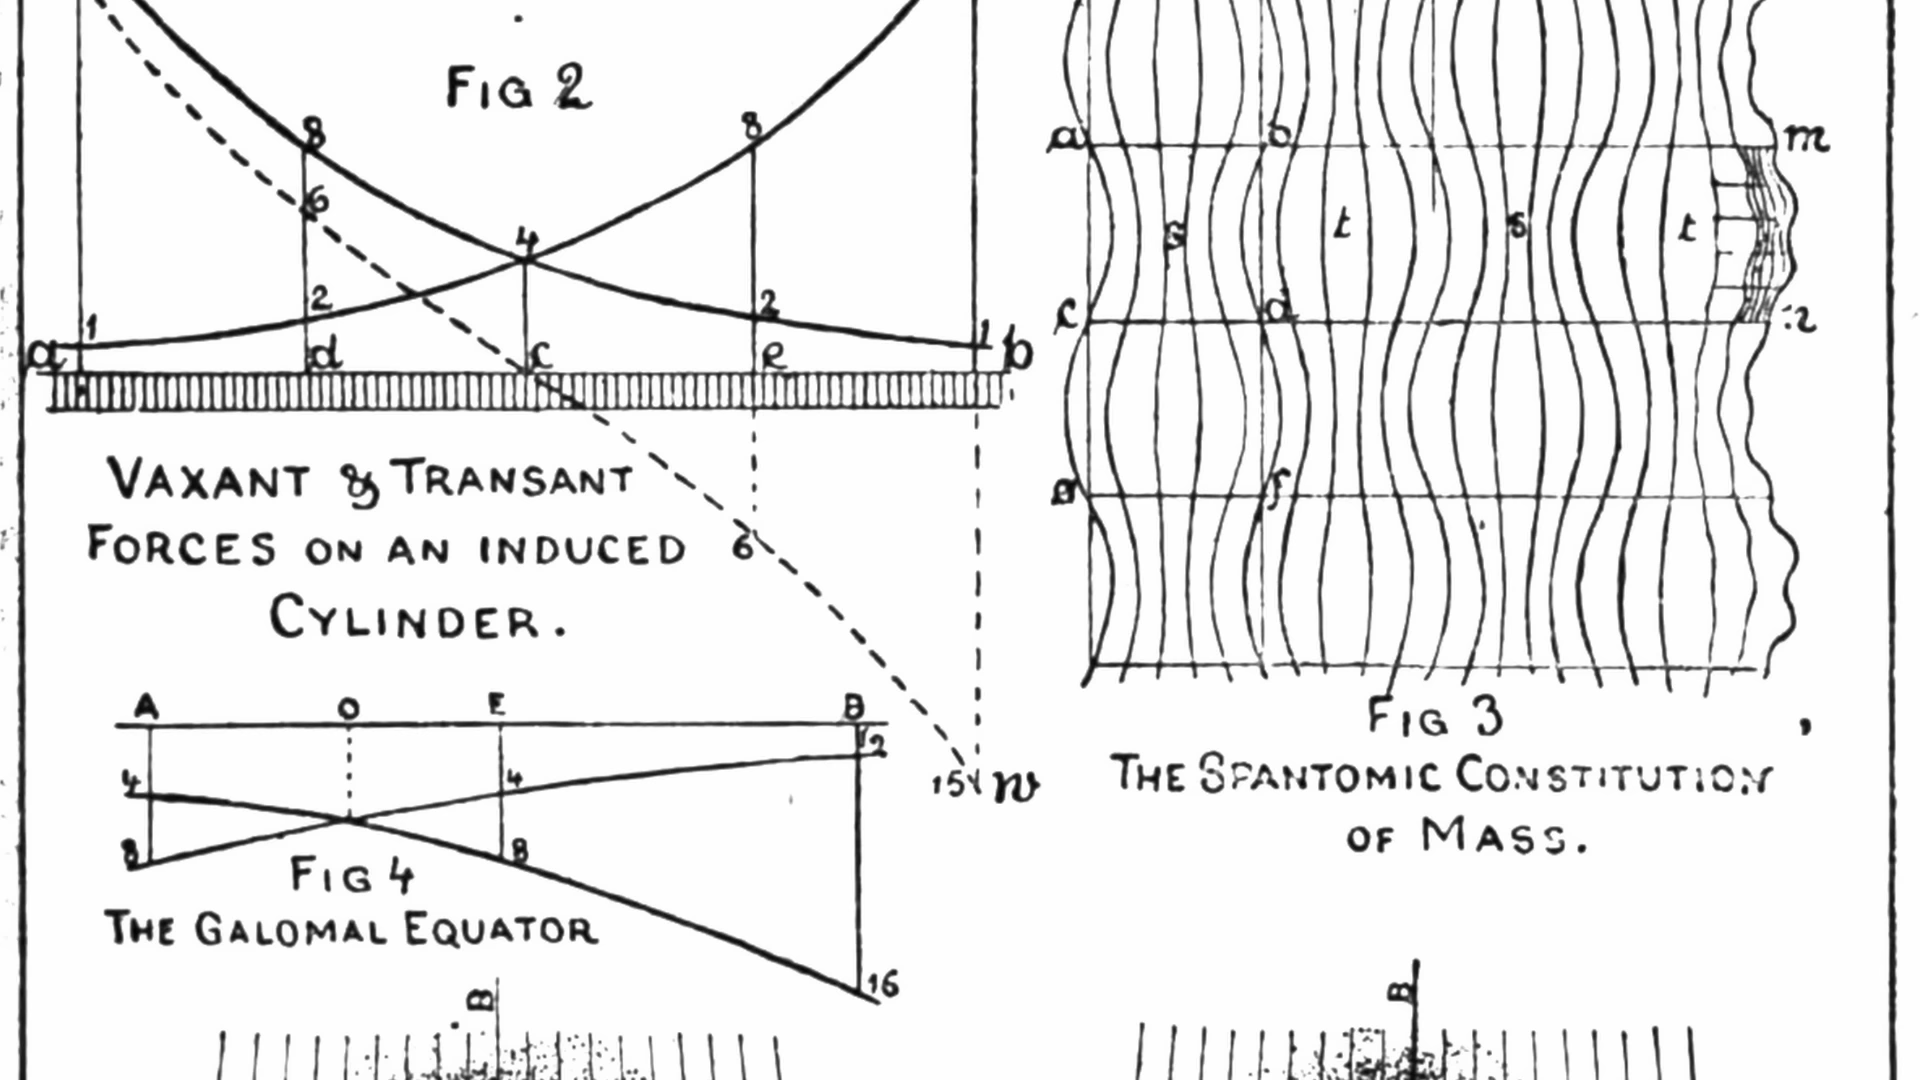 FIG 2
8
8
6
4
2
2
1
1
a
d
c
e
b
VAXANT & TRANSANT
FORCES ON AN INDUCED
CYLINDER.
6
15
w
A
O
E
B
4
4
2
8
8
16
FIG 4
THE GALOMAL EQUATOR
B
a
b
m
s
t
s
t
c
d
n
e
f
FIG 3
THE SPANTOMIC CONSTITUTION
OF MASS.
B